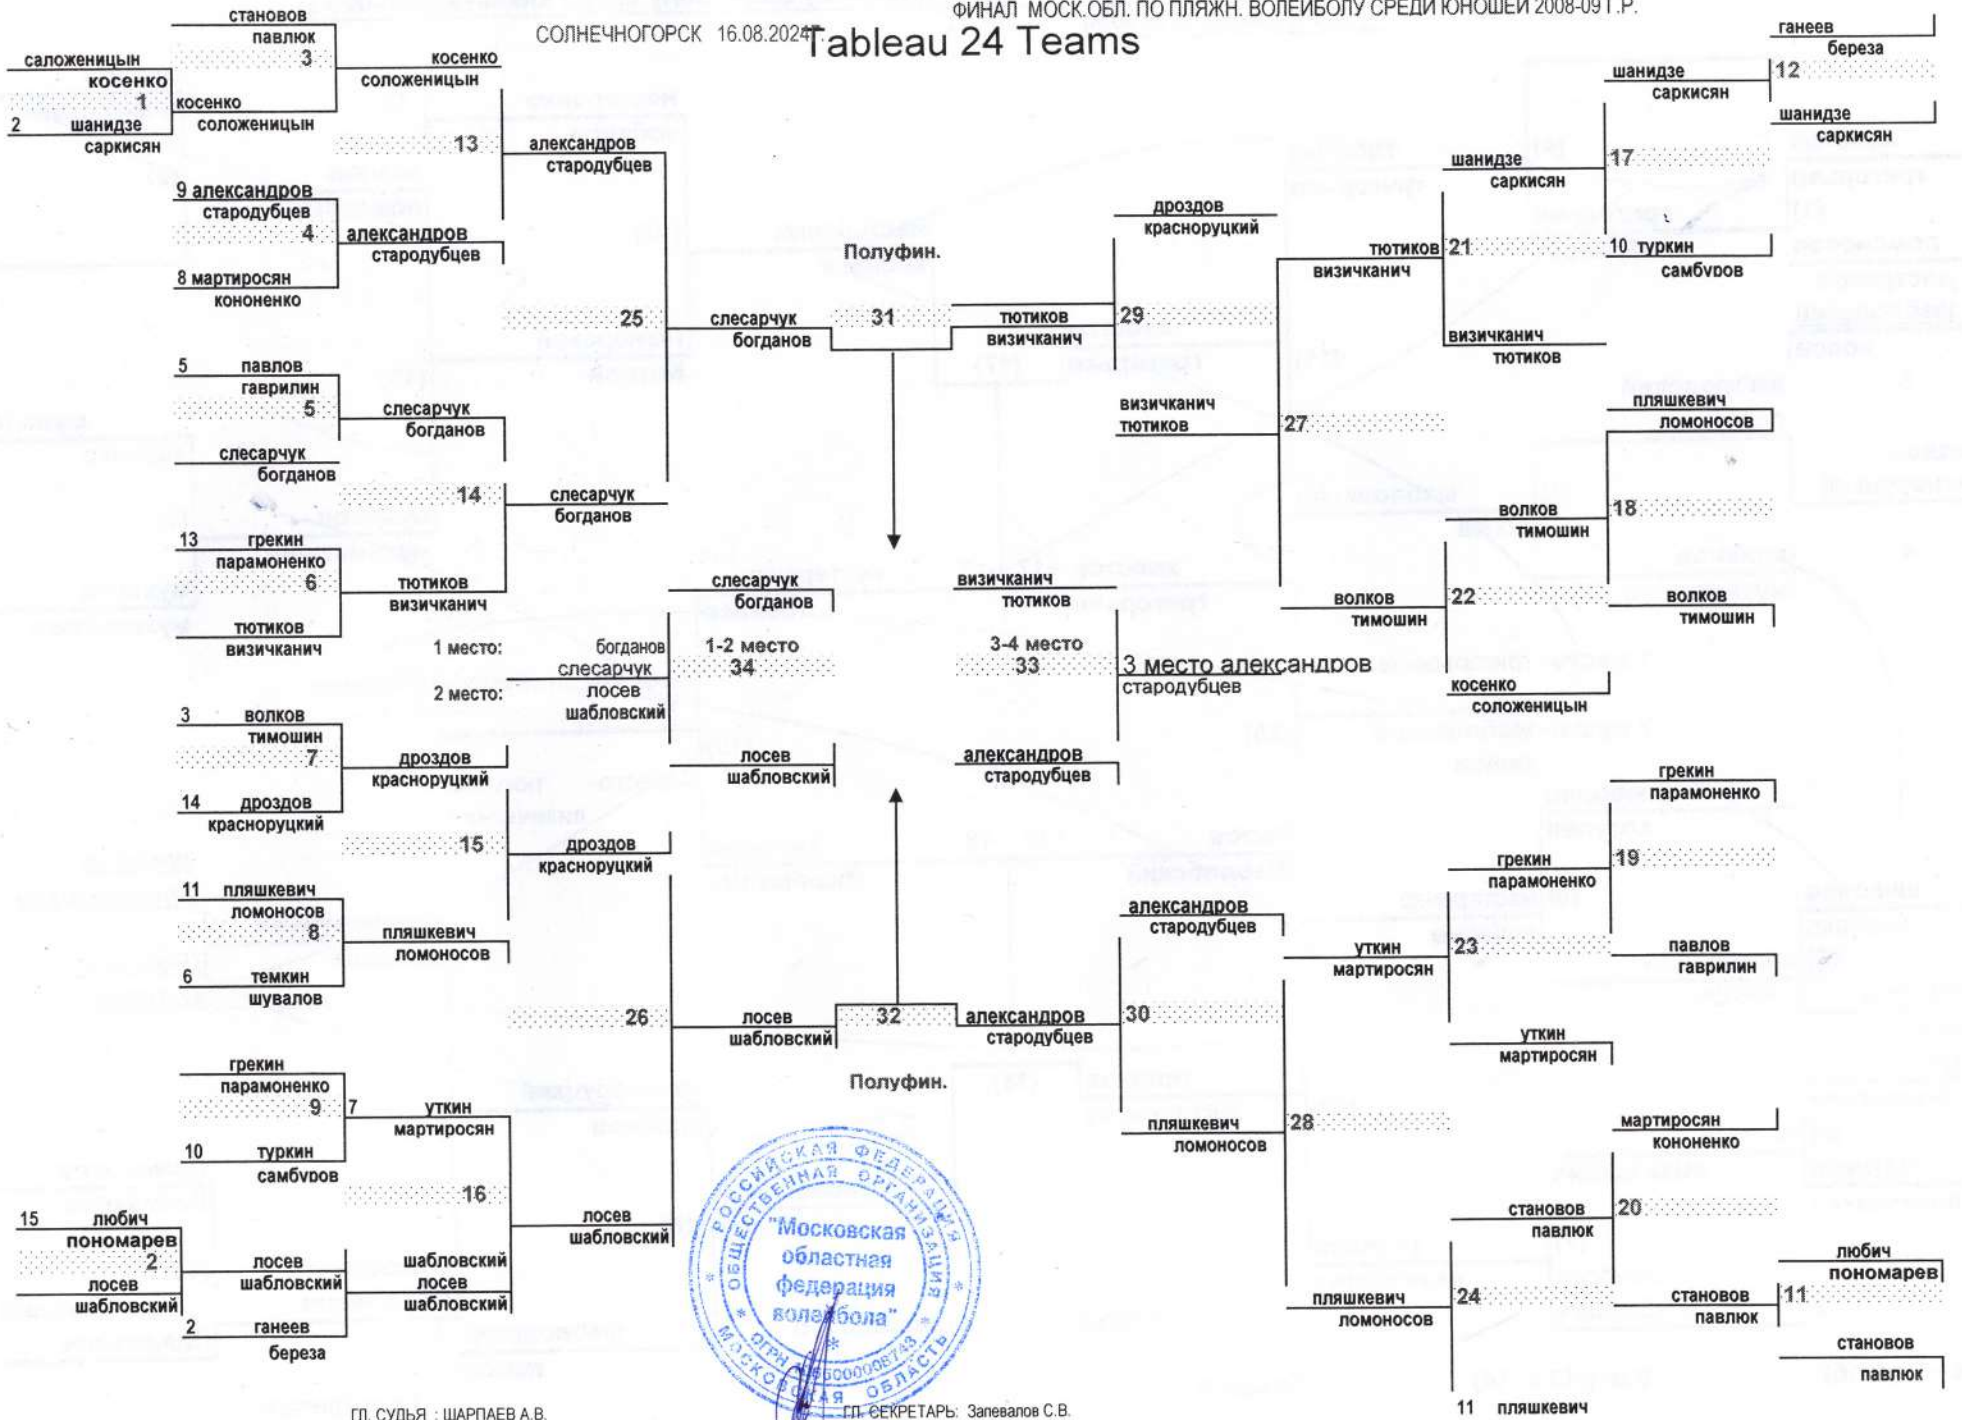 ФИНАЛ МОСК.ОБЛ. ПО ПЛЯЖН. ВОЛЕЙБОЛУ СРЕДИ ЮНОШЕЙ 2008-09 Г.Р.
СОЛНЕЧНОГОРСК 16.08.2024г.
Tableau 24 Teams
становов
павлюк
3
саложеницын
косенко
1
2 шанидзе
саркисян
косенко
соложеницын
косенко
соложеницын
13
9 александров
стародубцев
4
8 мартиросян
кононенко
александров
стародубцев
александров
стародубцев
25
5 павлов
гаврилин
5
слесарчук
богданов
слесарчук
богданов
14
13 грекин
парамоненко
6
тютиков
визичканич
тютиков
визичканич
слесарчук
богданов
слесарчук
богданов
Полуфин.
31
слесарчук
богданов
1 место: богданов
слесарчук
2 место: лосев
шабловский
1-2 место
34
лосев
шабловский
3 волков
тимошин
7
14 дроздов
красноруцкий
дроздов
красноруцкий
15
11 пляшкевич
ломоносов
8
6 темкин
шувалов
пляшкевич
ломоносов
дроздов
красноруцкий
26
лосев
шабловский
32
Полуфин.
грекин
парамоненко
9
10 туркин
самбуров
7 уткин
мартиросян
16
15 любич
пономарев
2
лосев
шабловский
лосев
шабловский
2 ганеев
береза
шабловский
лосев
шабловский
лосев
шабловский
дроздов
красноруцкий
29
тютиков
визичканич
визичканич
тютиков
27
визичканич
тютиков
3-4 место
33
3 место александров
стародубцев
александров
стародубцев
ганеев
береза
12
шанидзе
саркисян
шанидзе
саркисян
17
шанидзе
саркисян
10 туркин
самбуров
21
тютиков
визичканич
визичканич
тютиков
пляшкевич
ломоносов
18
волков
тимошин
волков
тимошин
22
волков
тимошин
косенко
соложеницын
грекин
парамоненко
19
грекин
парамоненко
павлов
гаврилин
23
уткин
мартиросян
уткин
мартиросян
александров
стародубцев
30
александров
стародубцев
пляшкевич
ломоносов
28
мартиросян
кононенко
20
становов
павлюк
становов
павлюк
любич
пономарев
11
становов
павлюк
24
пляшкевич
ломоносов
11 пляшкевич
РОССИЙСКАЯ ФЕДЕРАЦИЯ * МОСКОВСКАЯ ОБЛАСТЬ *
ОБЩЕСТВЕННАЯ ОРГАНИЗАЦИЯ
"Московская
областная
федерация
волейбола"
ОГРН
ГЛ. СУДЬЯ : ШАРПАЕВ А.В.
ГЛ. СЕКРЕТАРЬ: Запевалов С.В.